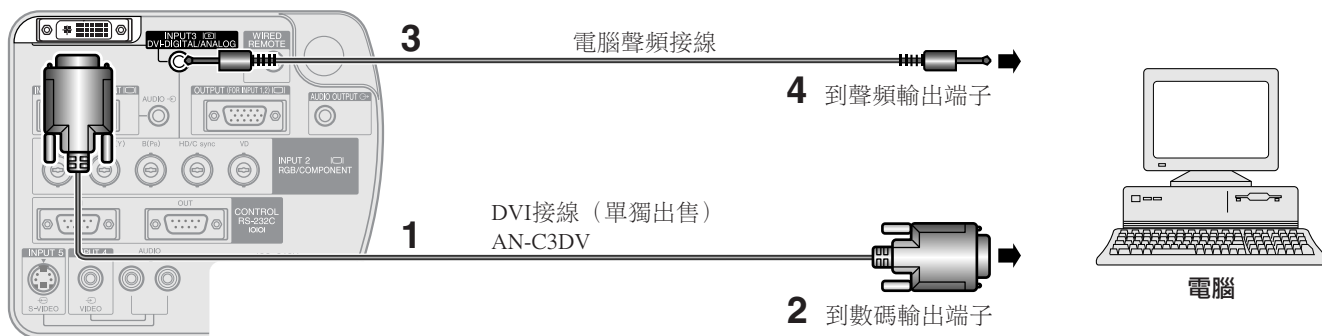 INPUT3
DVI-DIGITAL/ANALOG
WIRED
REMOTE
3
電腦聲頻接線
4 到聲頻輸出端子
AUDIO
OUTPUT (FOR INPUT 1,2)
AUDIO OUTPUT
B(PB)
HD/C sync
VD
INPUT 2
RGB/COMPONENT
OUT
CONTROL
RS-232C
IOIOI
1
DVI接線（單獨出售）
AN-C3DV
INPUT 5
INPUT 4
AUDIO
S-VIDEO
VIDEO
2 到數碼輸出端子
電腦